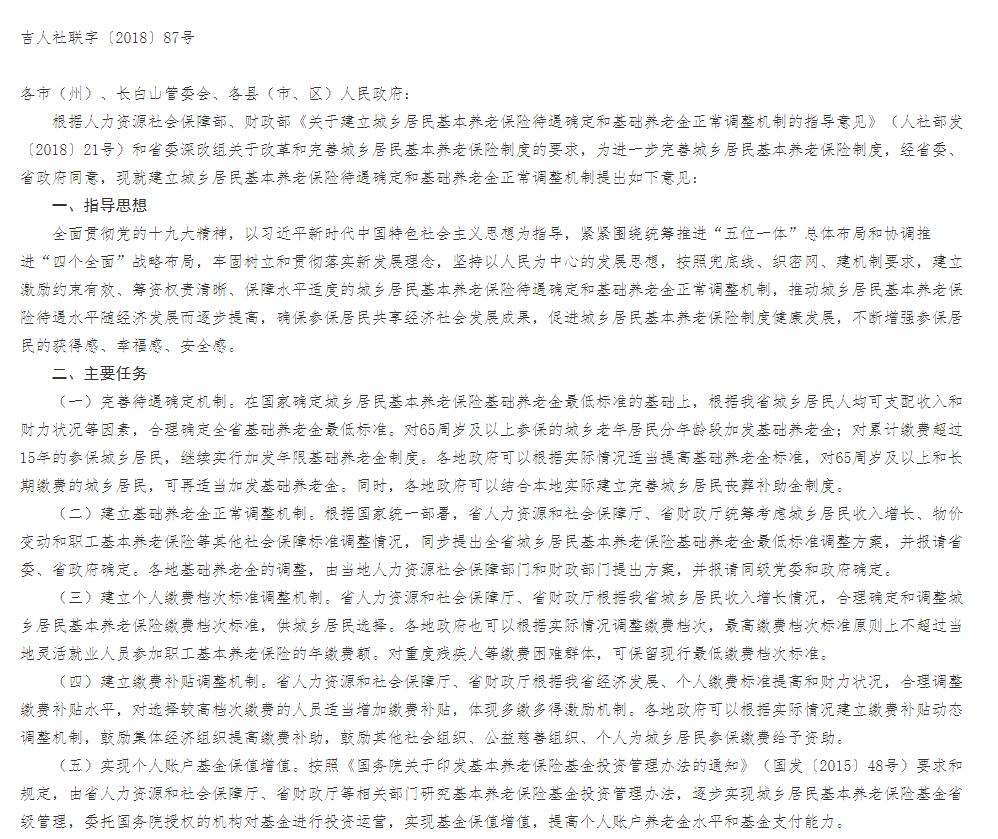 吉人社联字〔2018〕87号
各市（州）、长白山管委会、各县（市、区）人民政府：
根据人力资源社会保障部、财政部《关于建立城乡居民基本养老保险待遇确定和基础养老金正常调整机制的指导意见》（人社部发
〔2018〕21号）和省委深改组关于改革和完善城乡居民基本养老保险制度的要求，为进一步完善城乡居民基本养老保险制度，经省委、
省政府同意，现就建立城乡居民基本养老保险待遇确定和基础养老金正常调整机制提出如下意见：
一、指导思想
全面贯彻党的十九大精神，以习近平新时代中国特色社会主义思想为指导，紧紧围绕统筹推进“五位一体”总体布局和协调推
进“四个全面”战略布局，牢固树立和贯彻落实新发展理念，坚持以人民为中心的发展思想，按照兜底线、织密网、建机制要求，建立
激励约束有效、筹资权责清晰、保障水平适度的城乡居民基本养老保险待遇确定和基础养老金正常调整机制，推动城乡居民基本养老保
险待遇水平随经济发展而逐步提高，确保参保居民共享经济社会发展成果，促进城乡居民基本养老保险制度健康发展，不断增强参保居
民的获得感、幸福感、安全感。
二、主要任务
（一）完善待遇确定机制。在国家确定城乡居民基本养老保险基础养老金最低标准的基础上，根据我省城乡居民人均可支配收入和
财力状况等因素，合理确定全省基础养老金最低标准。对65周岁及以上参保的城乡老年居民分年龄段加发基础养老金；对累计缴费超过
15年的参保城乡居民，继续实行加发年限基础养老金制度。各地政府可以根据实际情况适当提高基础养老金标准，对65周岁及以上和长
期缴费的城乡居民，可再适当加发基础养老金。同时，各地政府可以结合本地实际建立完善城乡居民丧葬补助金制度。
（二）建立基础养老金正常调整机制。根据国家统一部署，省人力资源和社会保障厅、省财政厅统筹考虑城乡居民收入增长、物价
变动和职工基本养老保险等其他社会保障标准调整情况，同步提出全省城乡居民基本养老保险基础养老金最低标准调整方案，并报请省
委、省政府确定。各地基础养老金的调整，由当地人力资源社会保障部门和财政部门提出方案，并报请同级党委和政府确定。
（三）建立个人缴费档次标准调整机制。省人力资源和社会保障厅、省财政厅根据我省城乡居民收入增长情况，合理确定和调整城
乡居民基本养老保险缴费档次标准，供城乡居民选择。各地政府也可以根据实际情况调整缴费档次，最高缴费档次标准原则上不超过当
地灵活就业人员参加职工基本养老保险的年缴费额。对重度残疾人等缴费困难群体，可保留现行最低缴费档次标准。
（四）建立缴费补贴调整机制。省人力资源和社会保障厅、省财政厅根据我省经济发展、个人缴费标准提高和财力状况，合理调整
缴费补贴水平，对选择较高档次缴费的人员适当增加缴费补贴，体现多缴多得激励机制。各地政府可以根据实际情况建立缴费补贴动态
调整机制，鼓励集体经济组织提高缴费补助，鼓励其他社会组织、公益慈善组织、个人为城乡居民参保缴费给予资助。
（五）实现个人账户基金保值增值。按照《国务院关于印发基本养老保险基金投资管理办法的通知》（国发〔2015〕48号）要求和
规定，由省人力资源和社会保障厅、省财政厅等相关部门研究基本养老保险基金投资管理办法，逐步实现城乡居民基本养老保险基金省
级管理，委托国务院授权的机构对基金进行投资运营，实现基金保值增值，提高个人账户养老金水平和基金支付能力。